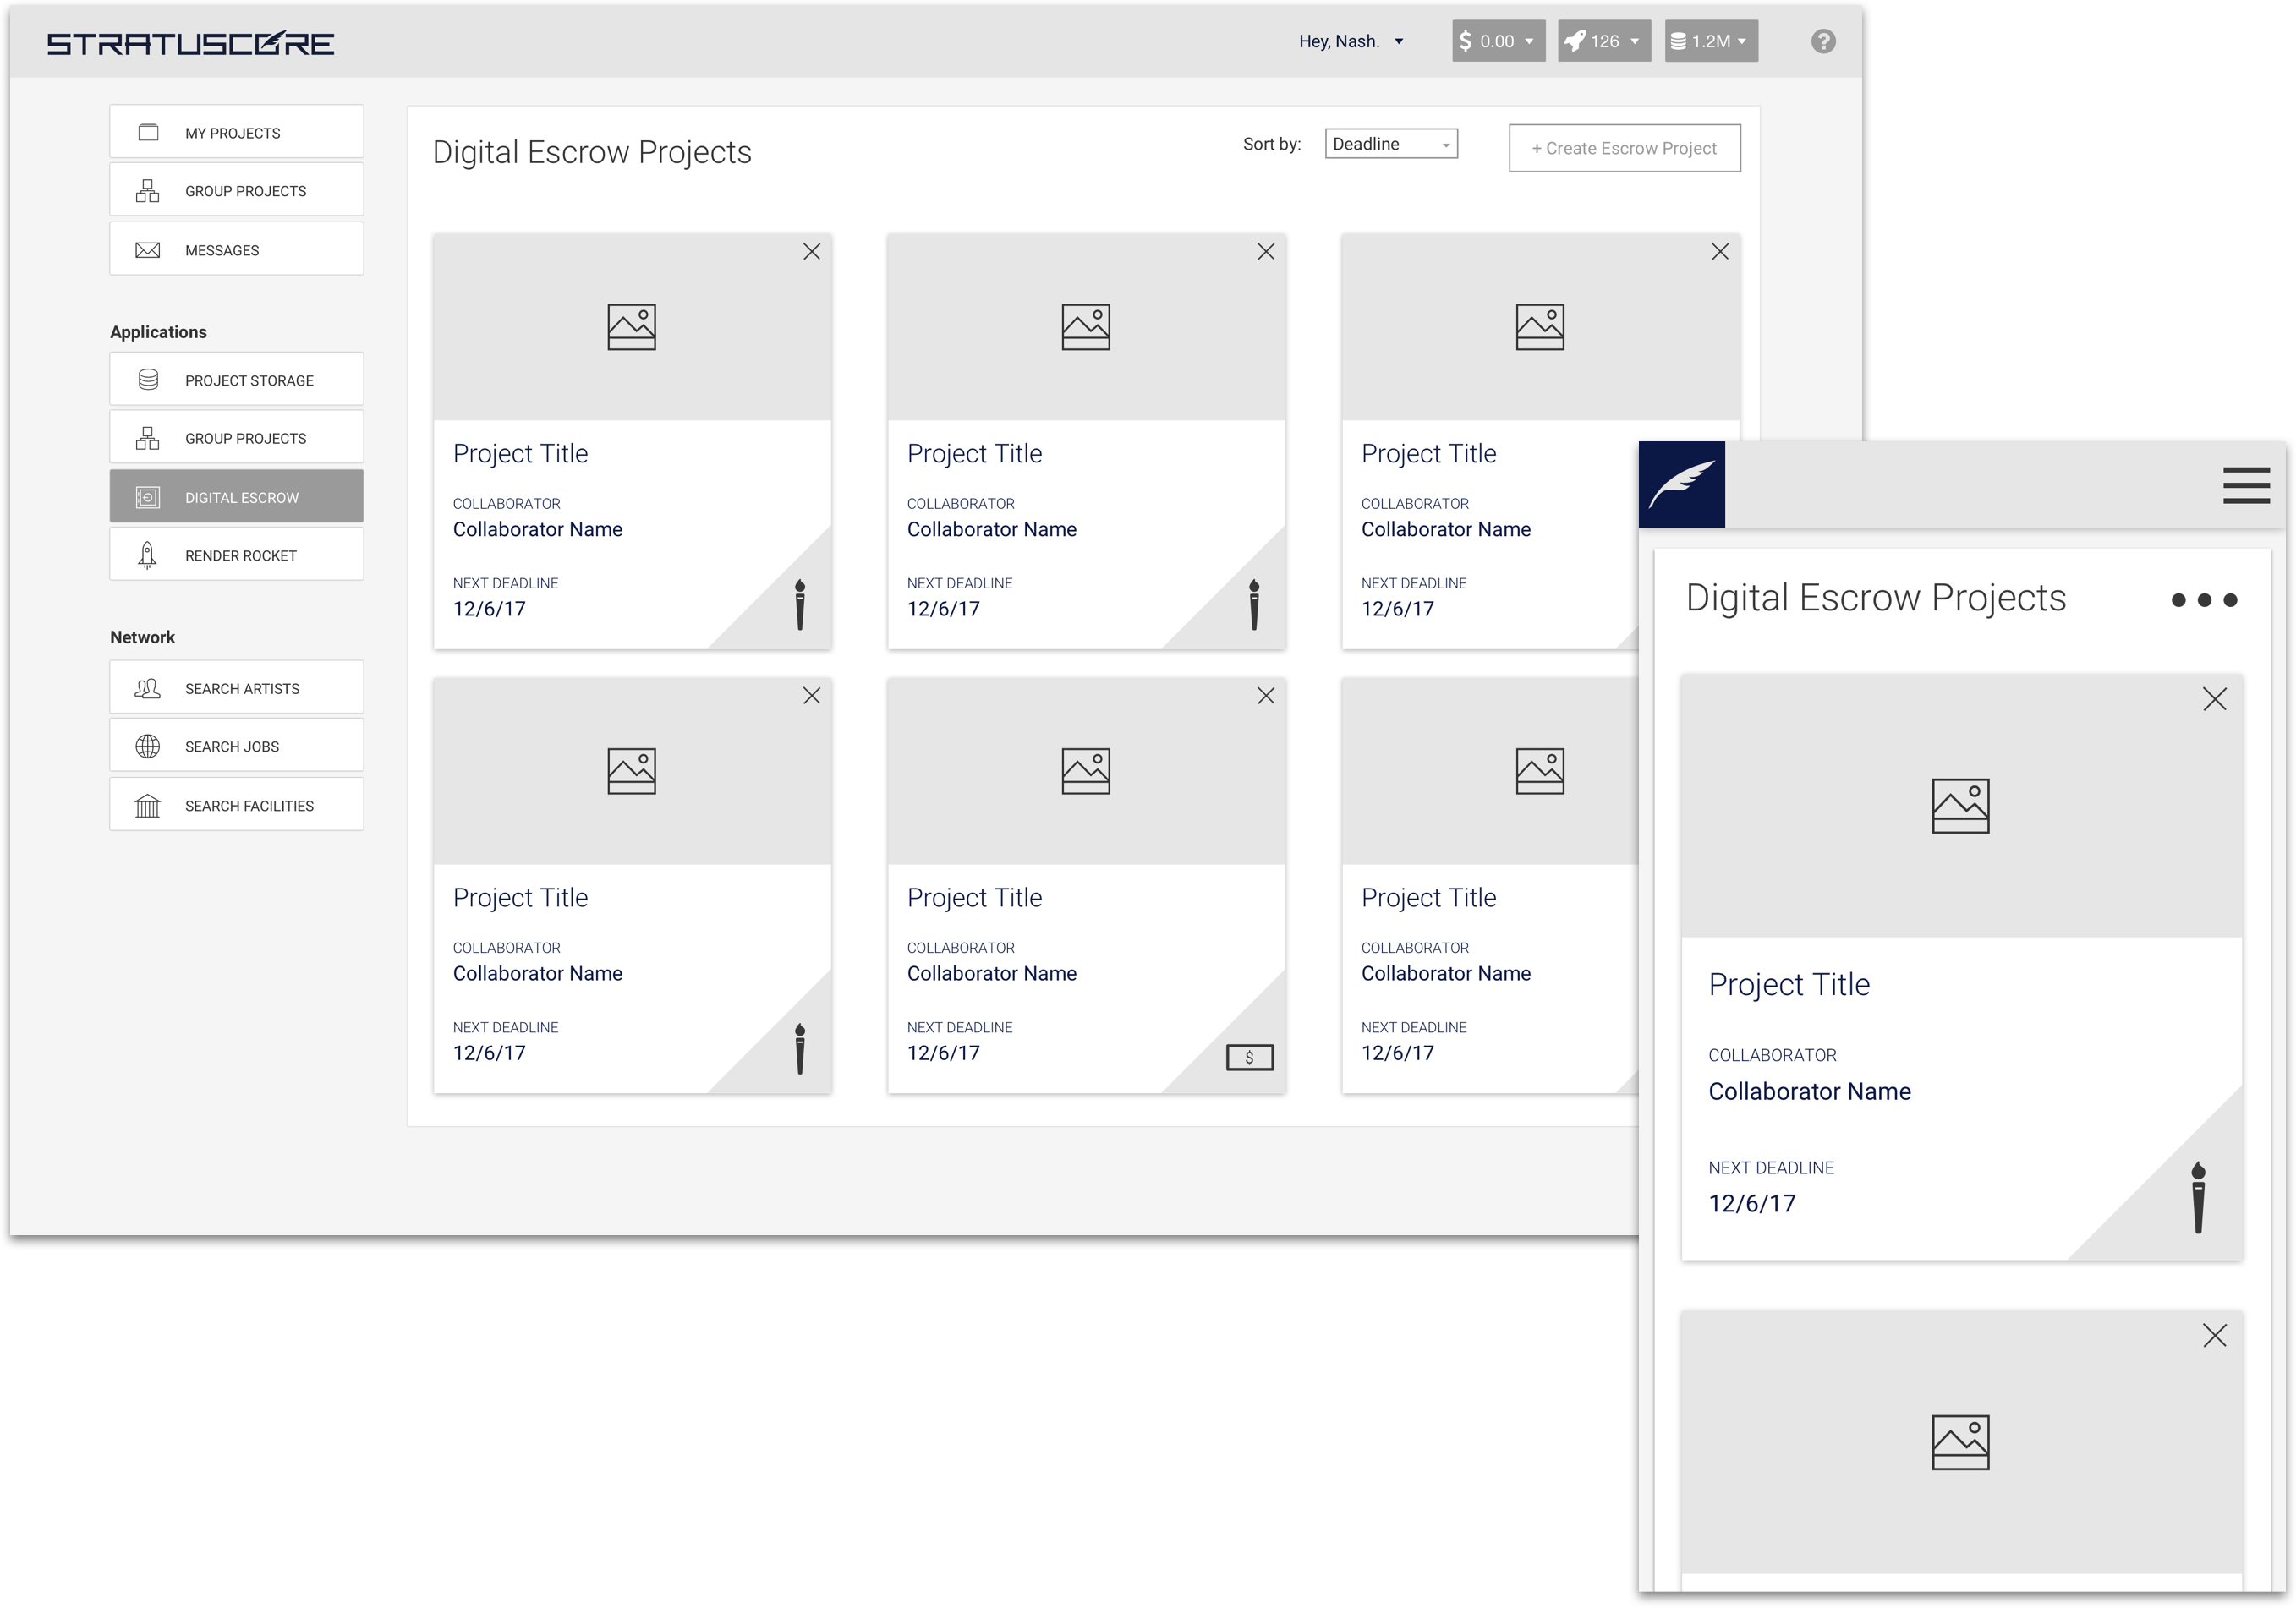 STRATUSCORE
Hey, Nash.
$ 0.00
126
1.2M
?
MY PROJECTS
GROUP PROJECTS
MESSAGES
Applications
PROJECT STORAGE
GROUP PROJECTS
DIGITAL ESCROW
RENDER ROCKET
Network
SEARCH ARTISTS
SEARCH JOBS
SEARCH FACILITIES
Digital Escrow Projects
Sort by:
Deadline
+ Create Escrow Project
Project Title
COLLABORATOR
Collaborator Name
NEXT DEADLINE
12/6/17
Project Title
COLLABORATOR
Collaborator Name
NEXT DEADLINE
12/6/17
Project Title
COLLABORATOR
Collaborator Name
NEXT DEADLINE
12/6/17
Project Title
COLLABORATOR
Collaborator Name
NEXT DEADLINE
12/6/17
Project Title
COLLABORATOR
Collaborator Name
NEXT DEADLINE
12/6/17
$
Project Title
COLLABORATOR
Collaborator Name
NEXT DEADLINE
12/6/17
Digital Escrow Projects
Project Title
COLLABORATOR
Collaborator Name
NEXT DEADLINE
12/6/17